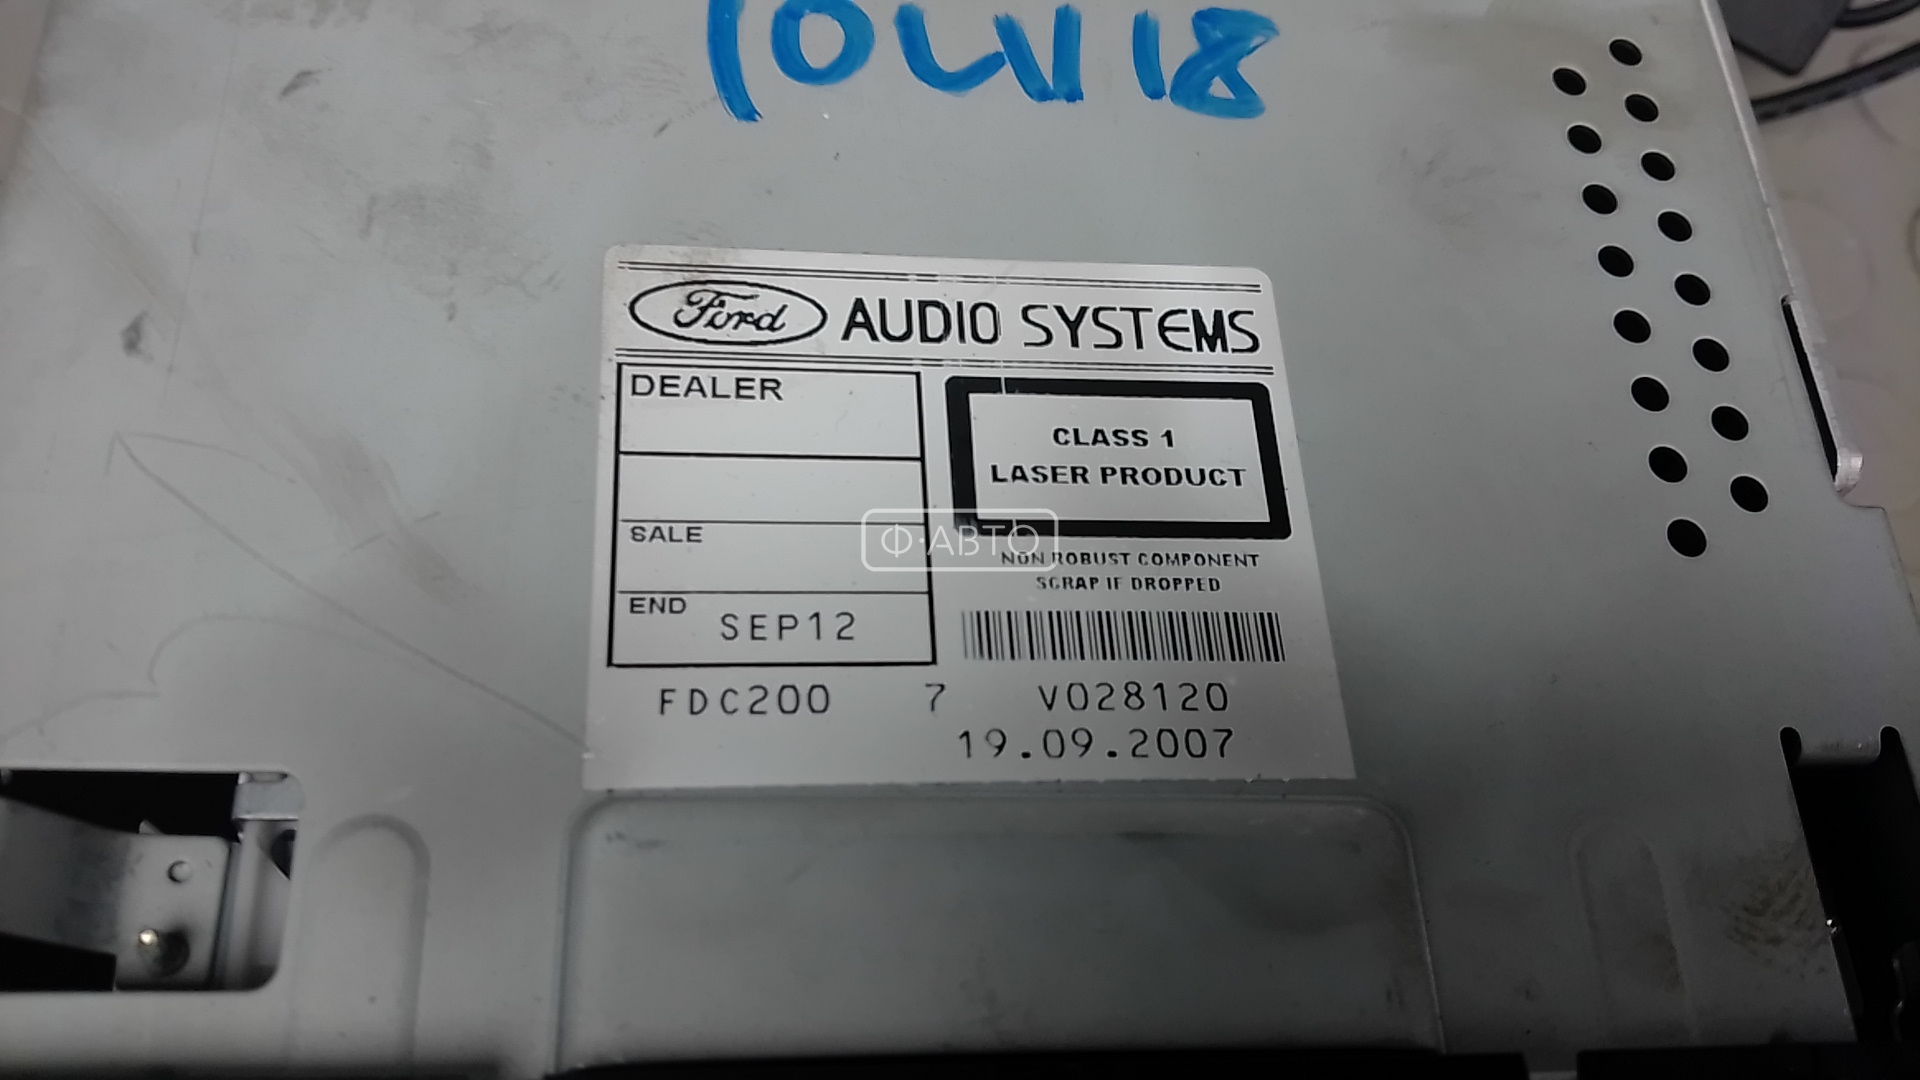 10LV18
Ford AUDIO SYSTEMS
DEALER
CLASS 1
LASER PRODUCT
SALE
Ф·АВТО
NON ROBUST COMPONENT
SCRAP IF DROPPED
END SEP12
FDC200 7 V028120
19.09.2007